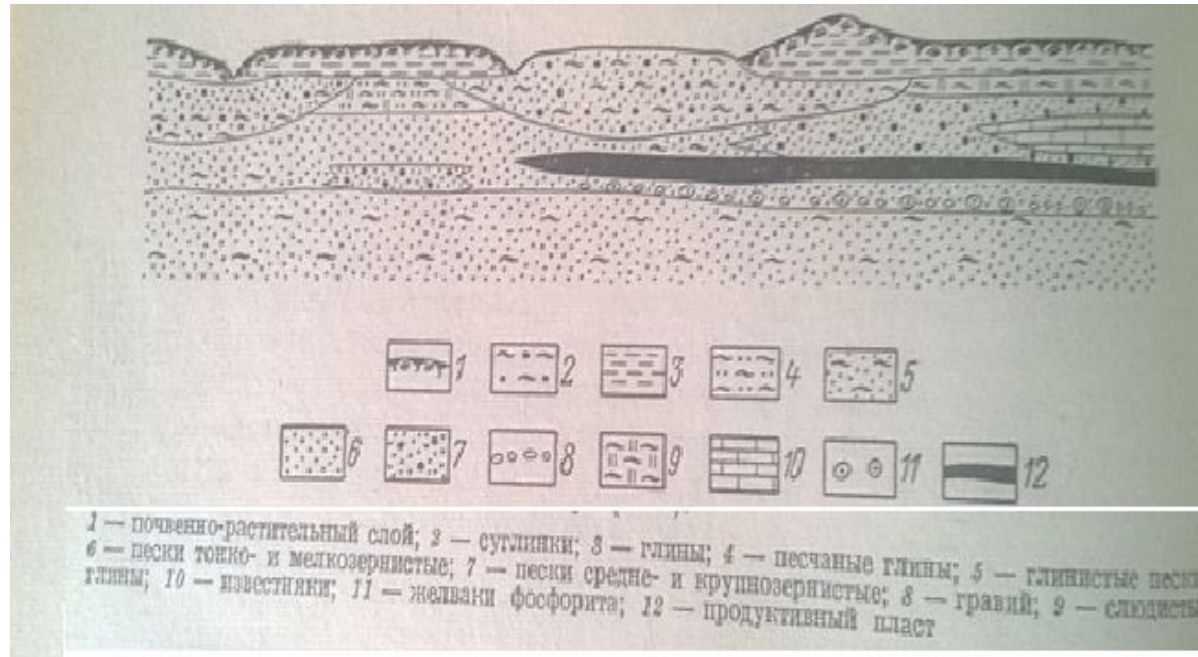 1 2 3 4 5
6 7 8 9 10 11 12
1 — почвенно-растительный слой; 2 — суглинки; 3 — глины; 4 — песчаные глины; 5 — глинистые пески
6 — пески тонко- и мелкозернистые; 7 — пески средне- и крупнозернистые; 8 — гравий; 9 — слюдисты
глины; 10 — известняки; 11 — желваки фосфорита; 12 — продуктивный пласт